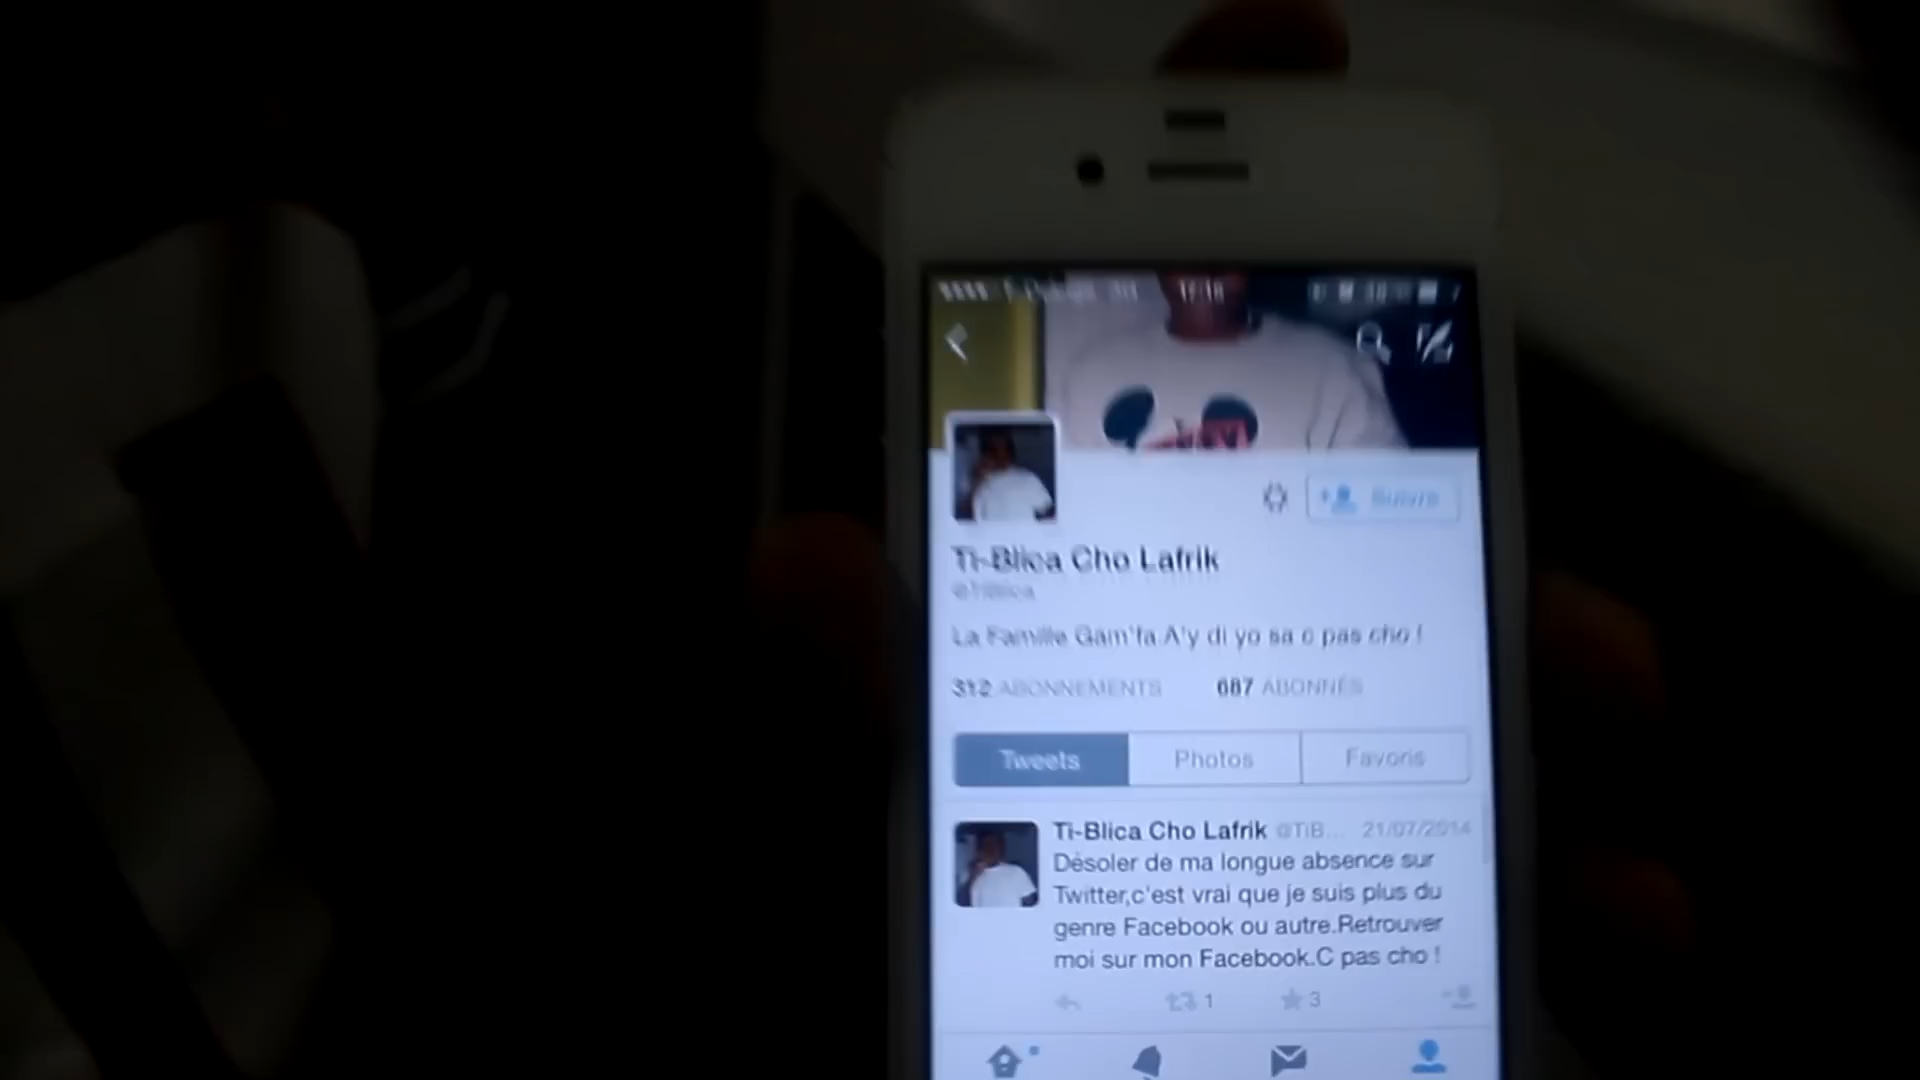 Suivre
Ti-Blica Cho Lafrik
@TiBlica
La Famille Gam'fa A'y di yo sa c pas cho !
312 ABONNEMENTS 687 ABONNÉS
Tweets Photos Favoris
Ti-Blica Cho Lafrik @TiB... 21/07/2014
Désoler de ma longue absence sur
Twitter,c'est vrai que je suis plus du
genre Facebook ou autre.Retrouver
moi sur mon Facebook.C pas cho !
1 3